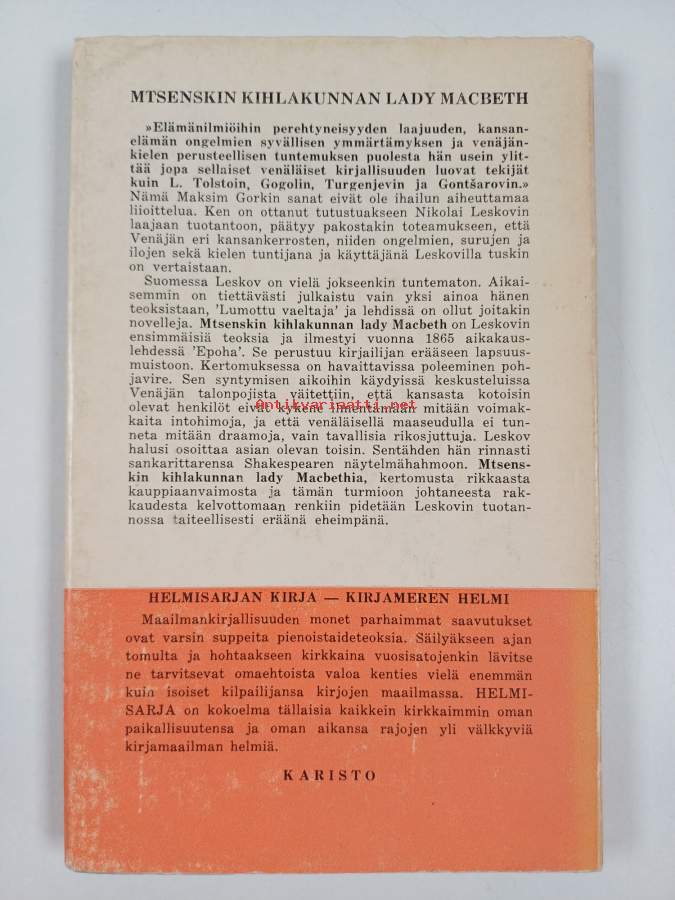 MTSENSKIN KIHLAKUNNAN LADY MACBETH
»Elämänilmiöihin perehtyneisyyden laajuuden, kansan-
elämän ongelmien syvällisen ymmärtämyksen ja venäjän-
kielen perusteellisen tuntemuksen puolesta hän usein ylit-
tää jopa sellaiset venäläiset kirjallisuuden luovat tekijät
kuin L. Tolstoin, Gogolin, Turgenjevin ja Gontšarovin.»
Nämä Maksim Gorkin sanat eivät ole ihailun aiheuttamaa
liioittelua. Ken on ottanut tutustuakseen Nikolai Leskovin
laajaan tuotantoon, päätyy pakostakin toteamukseen, että
Venäjän eri kansankerrosten, niiden ongelmien, surujen ja
ilojen sekä kielen tuntijana ja käyttäjänä Leskovilla tuskin
on vertaistaan.
Suomessa Leskov on vielä jokseenkin tuntematon. Aikai-
semmin on tiettävästi julkaistu vain yksi ainoa hänen
teoksistaan, 'Lumottu vaeltaja' ja lehdissä on ollut joitakin
novelleja. Mtsenskin kihlakunnan lady Macbeth on Leskovin
ensimmäisiä teoksia ja ilmestyi vuonna 1865 aikakaus-
lehdessä 'Epoha'. Se perustuu kirjailijan erääseen lapsuus-
muistoon. Kertomuksessa on havaittavissa poleeminen poh-
javire. Sen syntymisen aikoihin käydyissä keskusteluissa
Venäjän talonpojista väitettiin, että kansasta kotoisin
olevat henkilöt eivät kykene ilmentämään mitään voimak-
antikvariaatti.net
kaita intohimoja, ja että venäläisellä maaseudulla ei tun-
neta mitään draamoja, vain tavallisia rikosjuttuja. Leskov
halusi osoittaa asian olevan toisin. Sentähden hän rinnasti
sankarittarensa Shakespearen näytelmähahmoon. Mtsens-
kin kihlakunnan lady Macbethia, kertomusta rikkaasta
kauppiaanvaimosta ja tämän turmioon johtaneesta rak-
kaudesta kelvottomaan renkiin pidetään Leskovin tuotan-
nossa taiteellisesti eräänä eheimpänä.
HELMISARJAN KIRJA — KIRJAMEREN HELMI
Maailmankirjallisuuden monet parhaimmat saavutukset
ovat varsin suppeita pienoistaideteoksia. Säilyäkseen ajan
tomulta ja hohtaakseen kirkkaina vuosisatojenkin lävitse
ne tarvitsevat omaehtoista valoa kenties vielä enemmän
kuin isoiset kilpailijansa kirjojen maailmassa. HELMI-
SARJA on kokoelma tällaisia kaikkein kirkkaimmin oman
paikallisuutensa ja oman aikansa rajojen yli välkkyviä
kirjamaailman helmiä.
KARISTO